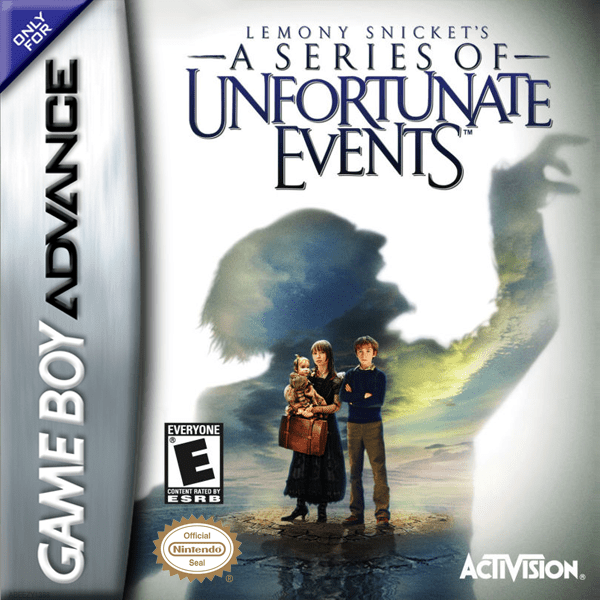 ONLY
FOR
GAME BOY ADVANCE
LEMONY SNICKET'S
A SERIES OF
UNFORTUNATE
EVENTS™
EVERYONE
E
®
CONTENT RATED BY
ESRB
Official
Nintendo
Seal
®
ACTIVISION®